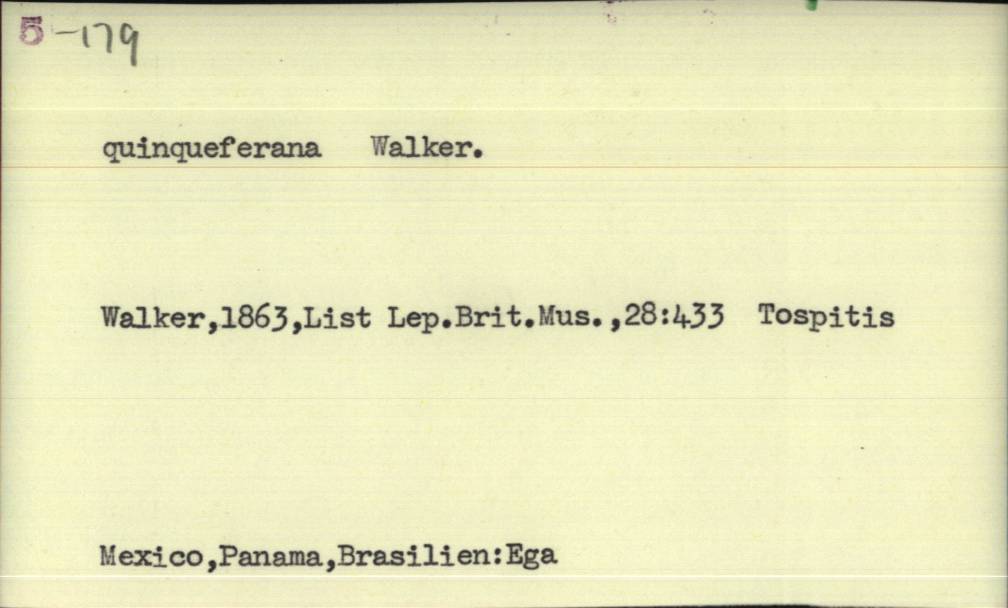 5 -179
quinqueferana Walker.
Walker,1863,List Lep.Brit.Mus.,28:433 Tospitis
Mexico,Panama,Brasilien:Ega